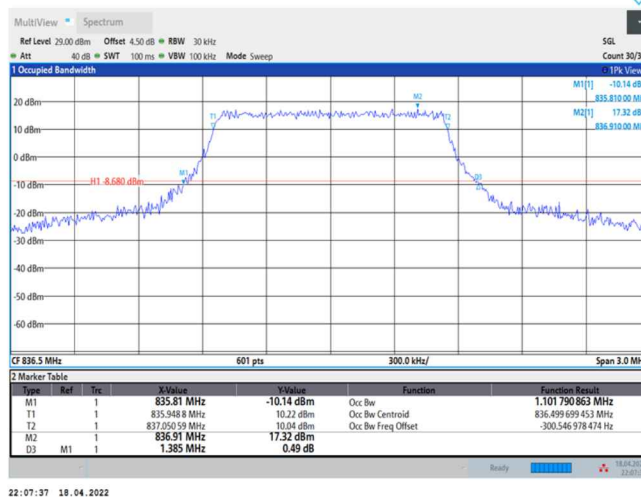 MultiView Spectrum
Ref Level 29.00 dBm Offset 4.50 dB RBW 30 kHz SGL
Att 40 dB SWT 100 ms VBW 100 kHz Mode Sweep Count 30/3
1 Occupied Bandwidth 1Pk View
M1[1] -10.14 dB
835.810 00 M
M2[1] 17.32 dB
836.910 00 M
M2
20 dBm
T1 T2
10 dBm
0 dBm
M1 D3
H1 -8.680 dBm
-10 dBm
-20 dBm
-30 dBm
-40 dBm
-50 dBm
-60 dBm
CF 836.5 MHz 601 pts 300.0 kHz/ Span 3.0 MH
2 Marker Table
Type Ref Trc X-Value Y-Value Function Function Result
M1 1 835.81 MHz -10.14 dBm Occ Bw 1.101 790 863 MHz
T1 1 835.948 8 MHz 10.22 dBm Occ Bw Centroid 836.499 699 453 MHz
T2 1 837.050 59 MHz 10.04 dBm Occ Bw Freq Offset -300.546 978 474 Hz
M2 1 836.91 MHz 17.32 dBm
D3 M1 1 1.385 MHz 0.49 dB
Ready 18.04.202
22:07:
22:07:37 18.04.2022